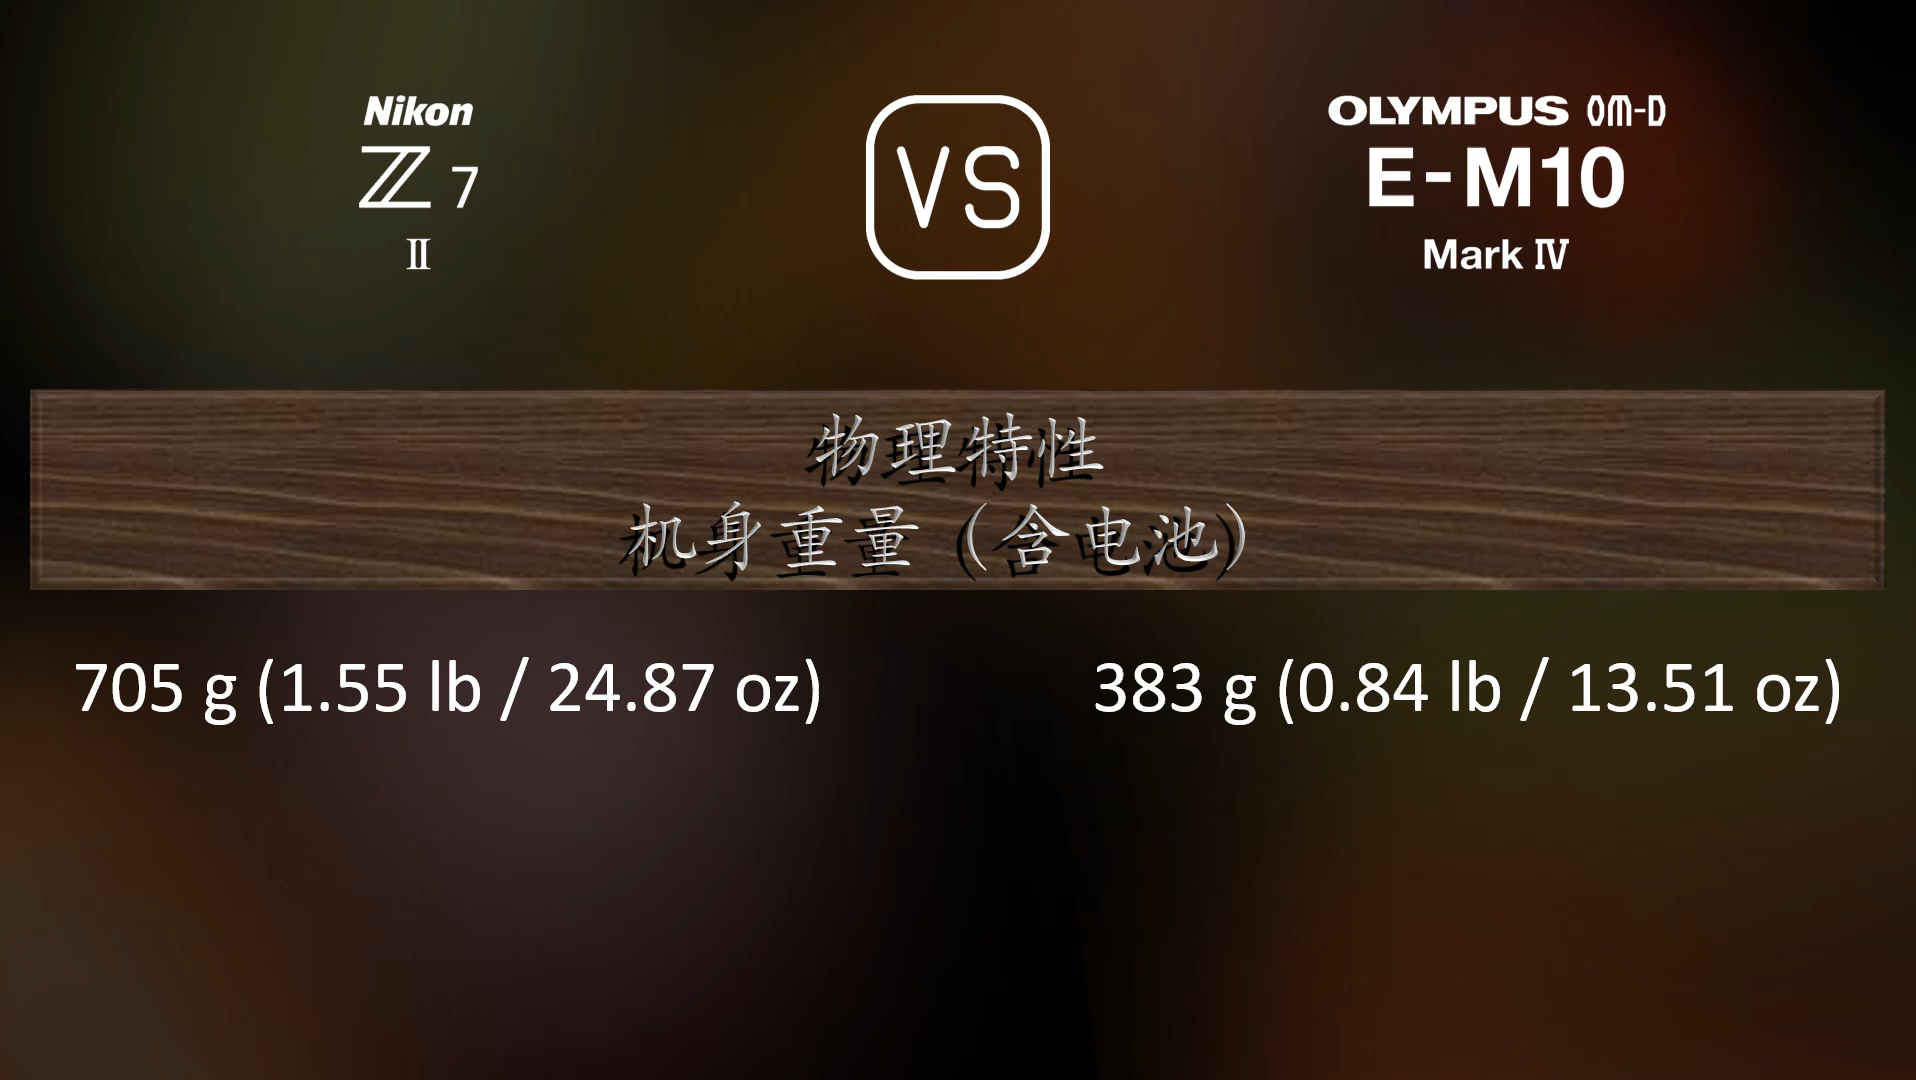 Nikon
Z 7
II
VS
OLYMPUS OM-D
E-M10
Mark IV
物理特性
机身重量（含电池）
705 g (1.55 lb / 24.87 oz)
383 g (0.84 lb / 13.51 oz)